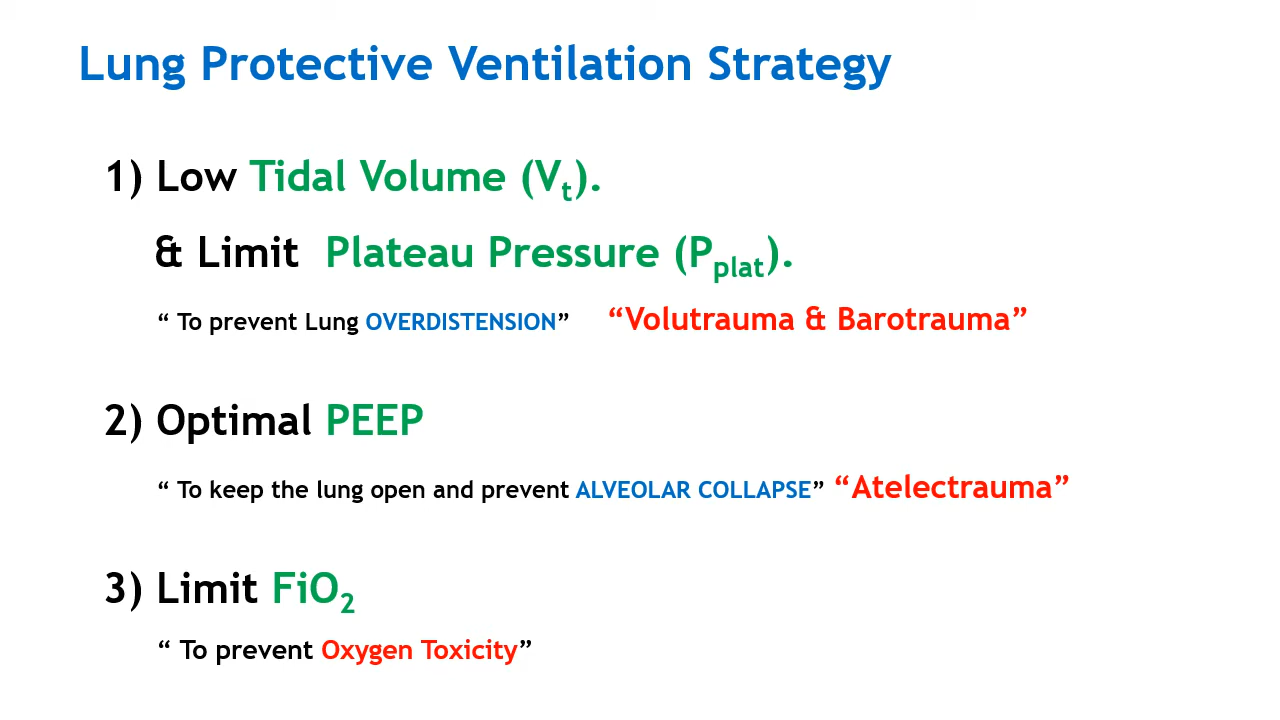 Lung Protective Ventilation Strategy
1) Low Tidal Volume (Vt).
& Limit Plateau Pressure (Pplat).
“ To prevent Lung OVERDISTENSION” “Volutrauma & Barotrauma”
2) Optimal PEEP
“ To keep the lung open and prevent ALVEOLAR COLLAPSE” “Atelectrauma”
3) Limit FiO2
“ To prevent Oxygen Toxicity”